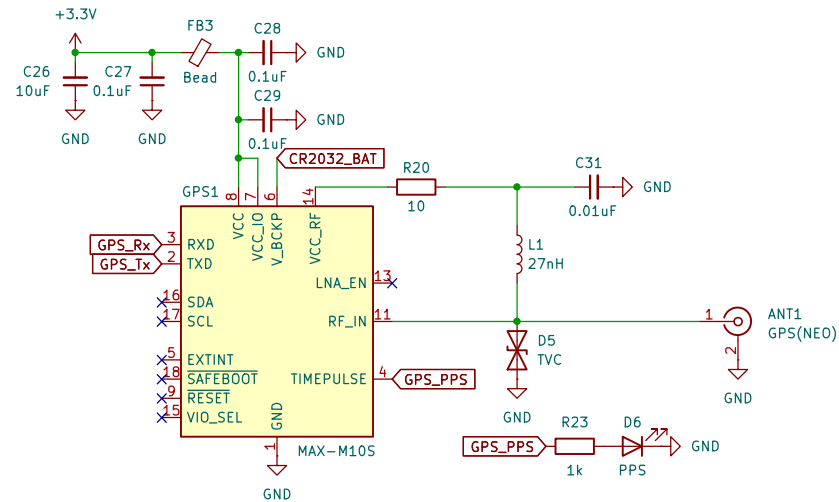 +3.3V
FB3
Bead
C26
10uF
C27
0.1uF
C28
0.1uF
GND
GND
GND
C29
0.1uF
GND
CR2032_BAT
R20
10
C31
0.01uF
GND
GPS1
8
7
6
14
VCC
VCC_IO
V_BCKP
VCC_RF
L1
27nH
GPS_Rx
3
RXD
GPS_Tx
2
TXD
LNA_EN
13
16
SDA
17
SCL
RF_IN
11
1
ANT1
GPS(NEO)
2
GND
D5
TVC
GND
5
EXTINT
18
SAFEBOOT
9
RESET
15
VIO_SEL
TIMEPULSE
4
GPS_PPS
GND
1
MAX-M10S
GND
GPS_PPS
R23
1k
D6
PPS
GND